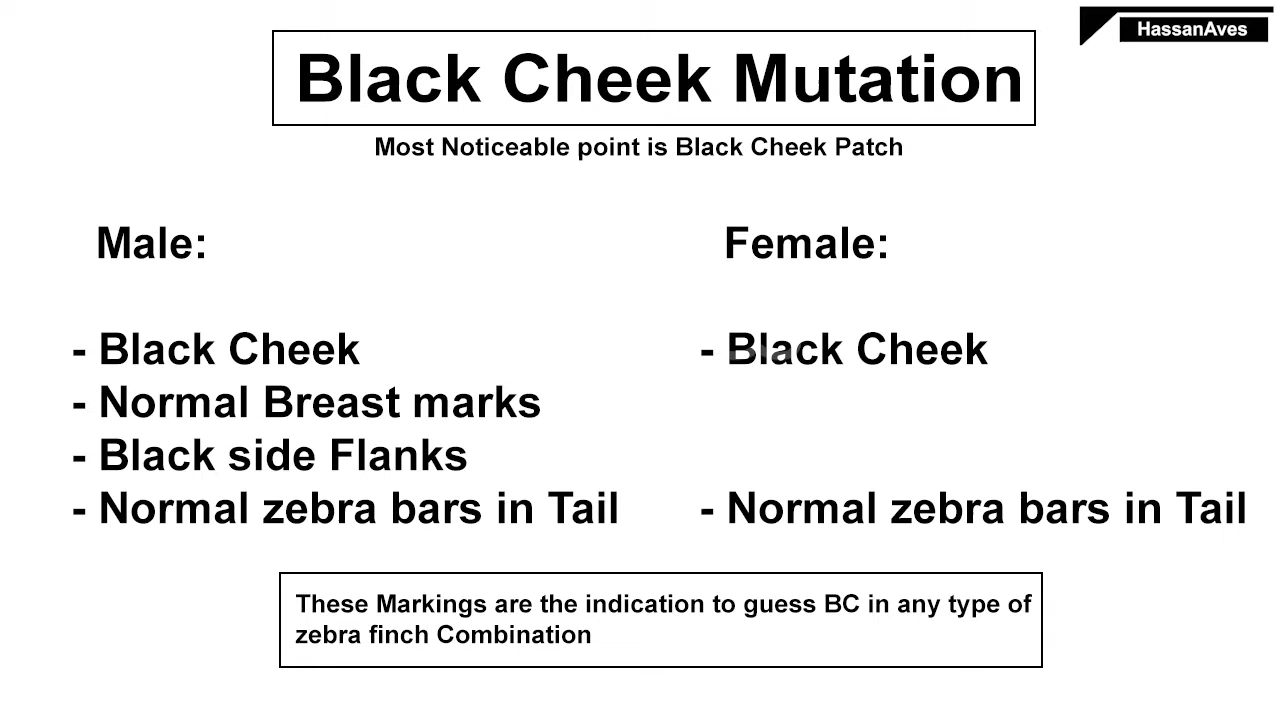 HassanAves
Black Cheek Mutation
Most Noticeable point is Black Cheek Patch
Male:
- Black Cheek
- Normal Breast marks
- Black side Flanks
- Normal zebra bars in Tail
Female:
- Black Cheek
- Normal zebra bars in Tail
These Markings are the indication to guess BC in any type of
zebra finch Combination